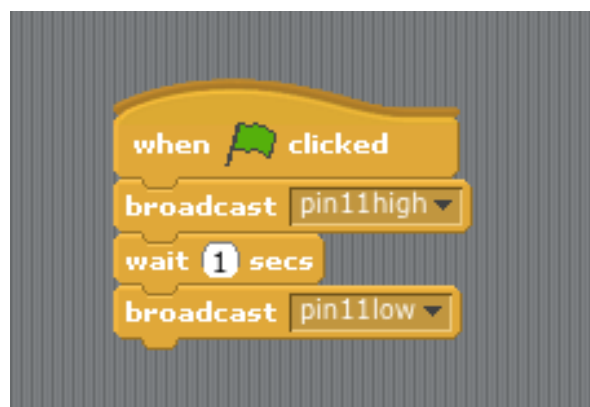 when clicked
broadcast pin11high
wait 1 secs
broadcast pin11low